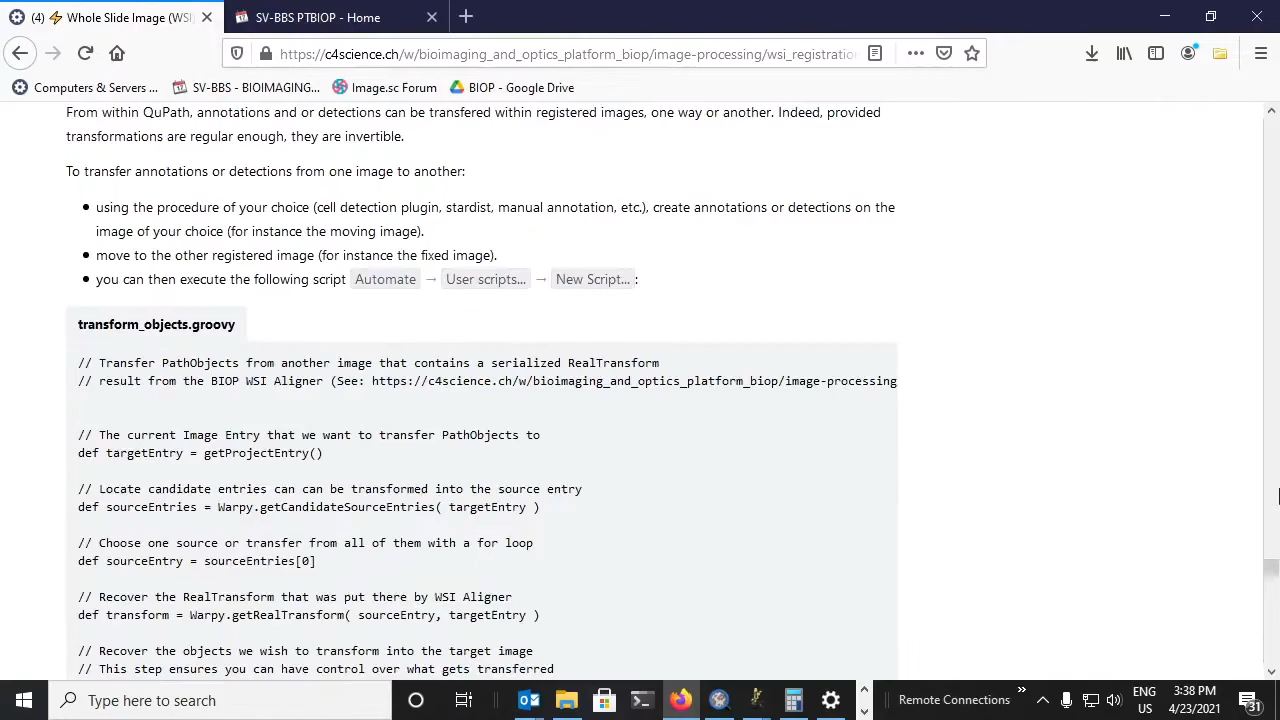 (4) ⚡ Whole Slide Image (WSI)
SV-BBS PTBIOP - Home
https://c4science.ch/w/bioimaging_and_optics_platform_biop/image-processing/wsi_registratio
Computers & Servers ...
SV-BBS - BIOIMAGING...
Image.sc Forum
BIOP - Google Drive
From within QuPath, annotations and or detections can be transfered within registered images, one way or another. Indeed, provided
transformations are regular enough, they are invertible.
To transfer annotations or detections from one image to another:
• using the procedure of your choice (cell detection plugin, stardist, manual annotation, etc.), create annotations or detections on the
image of your choice (for instance the moving image).
• move to the other registered image (for instance the fixed image).
• you can then execute the following script Automate → User scripts... → New Script...:
transform_objects.groovy
// Transfer PathObjects from another image that contains a serialized RealTransform
// result from the BIOP WSI Aligner (See: https://c4science.ch/w/bioimaging_and_optics_platform_biop/image-processing
// The current Image Entry that we want to transfer PathObjects to
def targetEntry = getProjectEntry()
// Locate candidate entries can can be transformed into the source entry
def sourceEntries = Warpy.getCandidateSourceEntries( targetEntry )
// Choose one source or transfer from all of them with a for loop
def sourceEntry = sourceEntries[0]
// Recover the RealTransform that was put there by WSI Aligner
def transform = Warpy.getRealTransform( sourceEntry, targetEntry )
// Recover the objects we wish to transform into the target image
// This step ensures you can have control over what gets transferred
Type here to search
Remote Connections
ENG
US
3:38 PM
4/23/2021
31